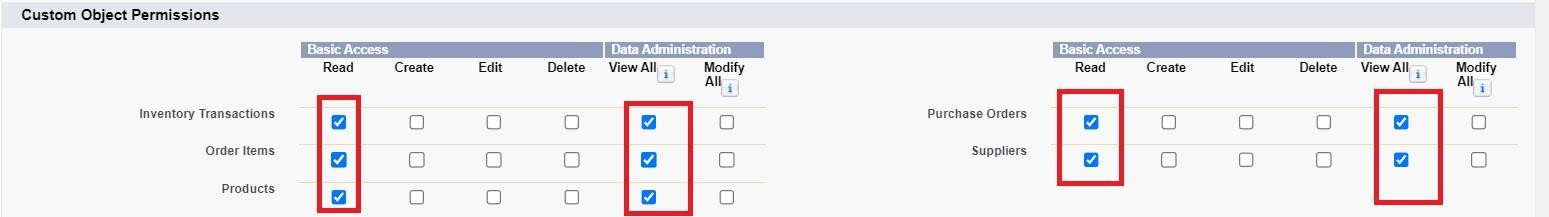 Custom Object Permissions
Basic Access Data Administration
Read Create Edit Delete View All i Modify All i
Inventory Transactions
Order Items
Products
Basic Access Data Administration
Read Create Edit Delete View All i Modify All i
Purchase Orders
Suppliers